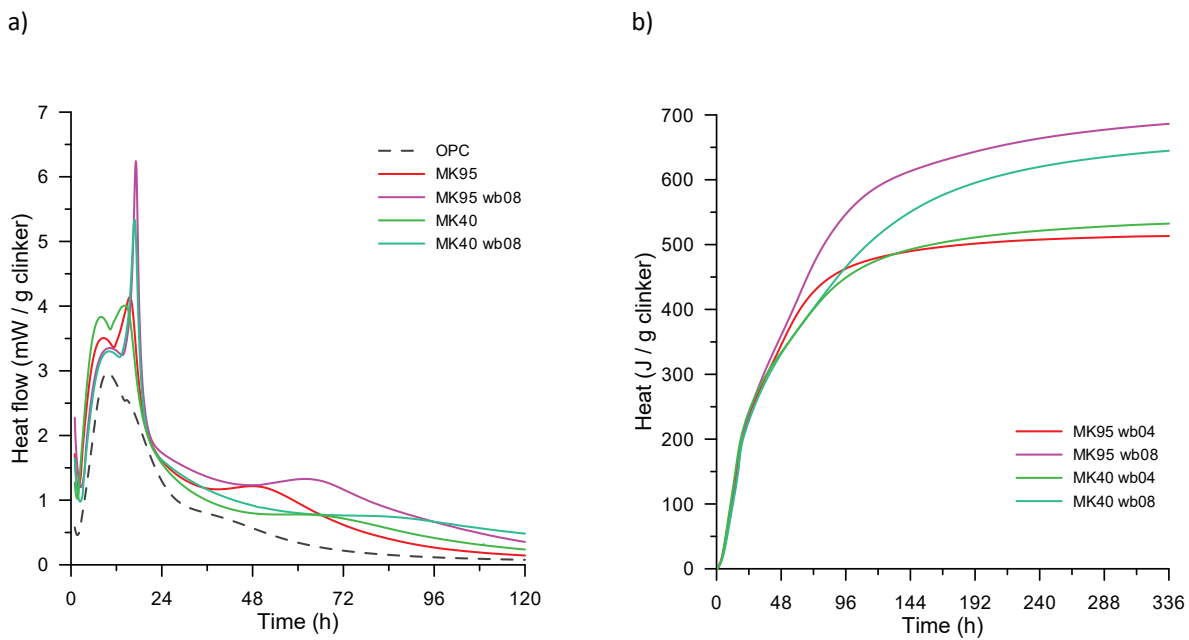 a)
Heat flow (mW / g clinker)
7
6
5
4
3
2
1
0
0 24 48 72 96 120
Time (h)
OPC
MK95
MK95 wb08
MK40
MK40 wb08
b)
Heat (J / g clinker)
700
600
500
400
300
200
100
0
0 48 96 144 192 240 288 336
Time (h)
MK95 wb04
MK95 wb08
MK40 wb04
MK40 wb08